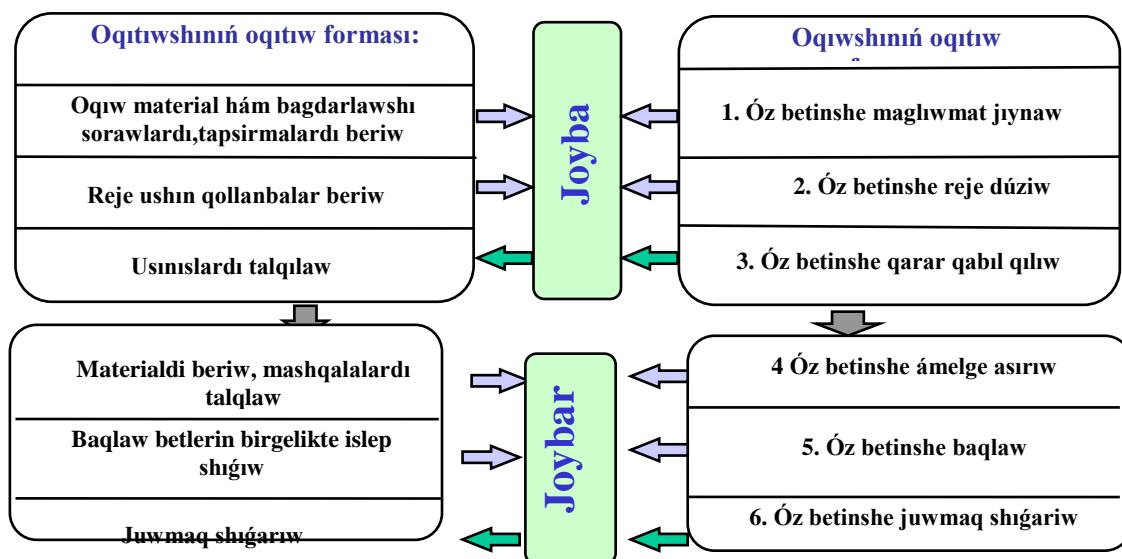 Oqıtıwshınıń oqıtıw forması:
Oqıw material hám bagdarlawshı
sorawlardı,tapsirmalardı beriw
Reje ushın qollanbalar beriw
Usınıslardı talqılaw
Joyba
Oqıwshınıń oqıtıw
1. Óz betinshe maglıwmat jıynaw
2. Óz betinshe reje dúziw
3. Óz betinshe qarar qabıl qılıw
Materialdi beriw, mashqalalardı
talqlaw
Baqlaw betlerin birgelikte islep
shıǵıw
Juwmaq shıǵarıw
Joybar
4 Óz betinshe ámelge asırıw
5. Óz betinshe baqlaw
6. Óz betinshe juwmaq shıǵariw